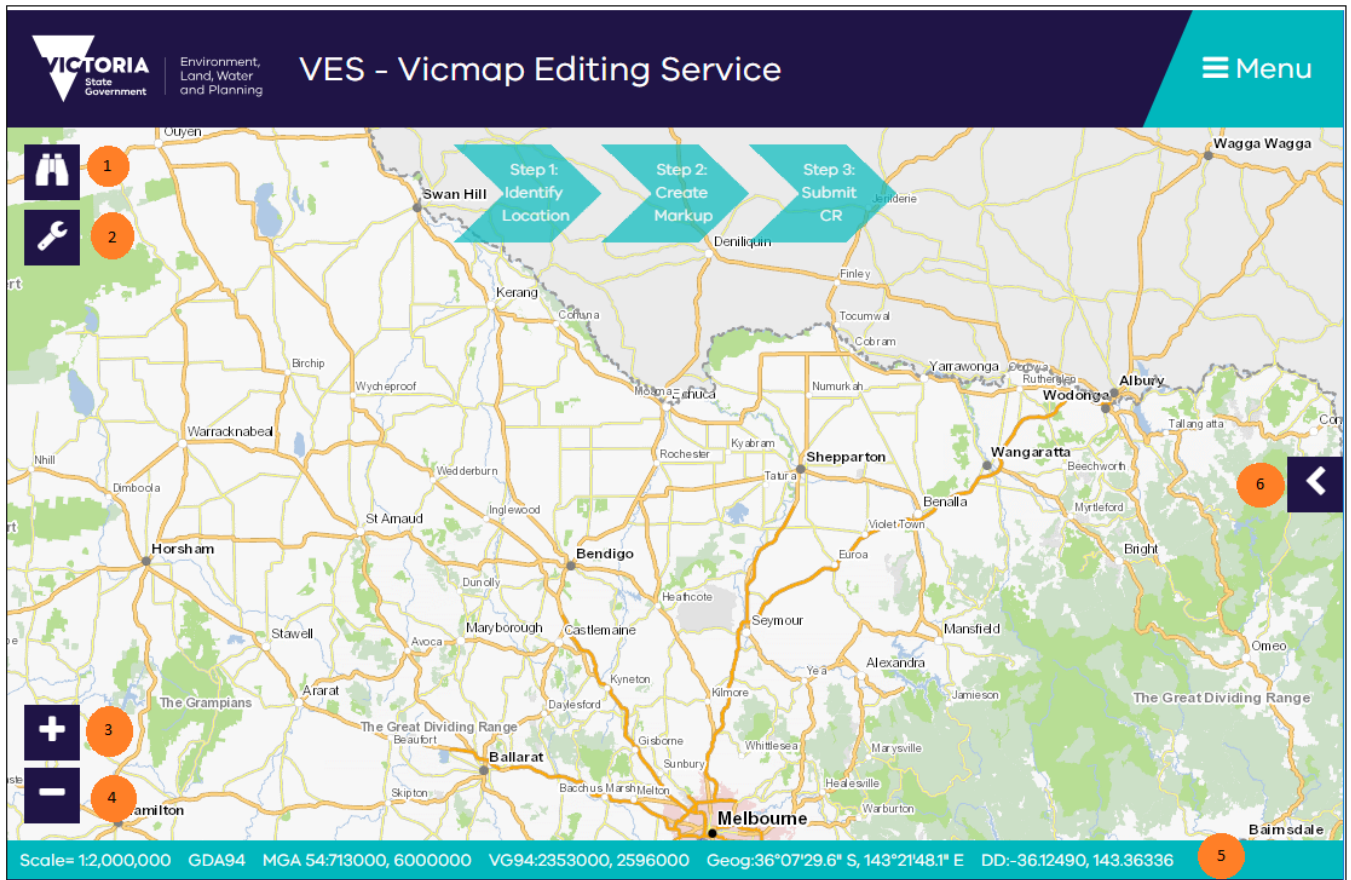 VICTORIA
State
Government
Environment,
Land, Water
and Planning
VES - Vicmap Editing Service
Menu
Ouyen
Wagga Wagga
1
Step 1:
Identify
Location
Step 2:
Create
Markup
Step 3:
Submit
CR
Swan Hill
2
Deniliquin
Finley
Kerang
Cohuna
Tocumwal
Cobram
Birchip
Wycheproof
Yarrawonga
Albury
Wodonga
Numurkah
Echuca
Warracknabeal
Tallangatta
Kyabram
Rochester
Shepparton
Wangaratta
Nhill
Wedderburn
Tatura
Beechworth
6
Dimboola
Benalla
Inglewood
Myrtleford
St Arnaud
Violet Town
Horsham
Bendigo
Euroa
Bright
Dunolly
Heathcote
Seymour
Stawell
Maryborough
Castlemaine
Mansfield
Avoca
Omeo
Yea
Alexandra
Kyneton
Ararat
Kilmore
Jamieson
The Grampians
Daylesford
The Great Dividing Range
The Great Dividing Range
3
Beaufort
Gisborne
Whittlesea
Marysville
Ballarat
Sunbury
Skipton
Bacchus Marsh
Melton
Healesville
4
Warburton
Melbourne
Bairnsdale
Scale= 1:2,000,000 GDA94 MGA 54:713000, 6000000 VG94:2353000, 2596000 Geog:36°07'29.6" S, 143°21'48.1" E DD:-36.12490, 143.36336
5